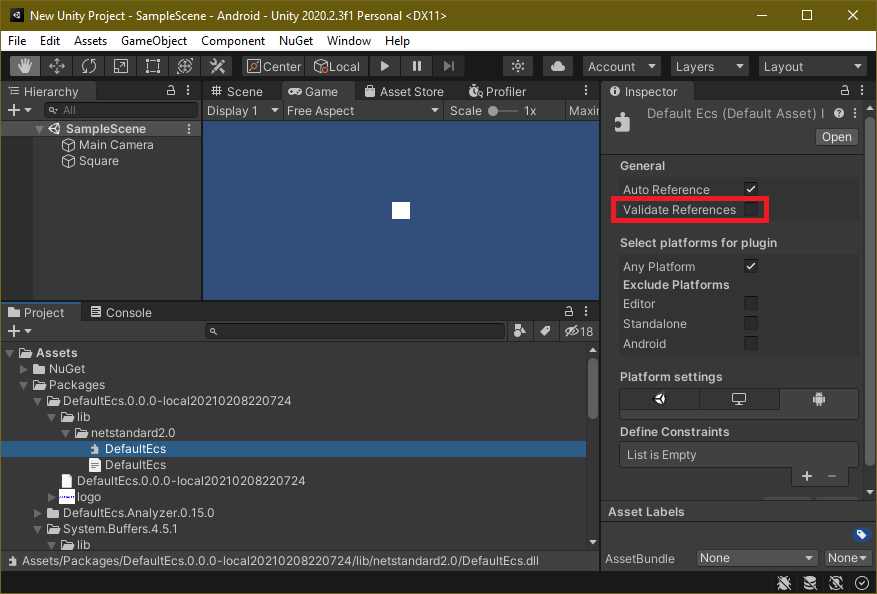 New Unity Project - SampleScene - Android - Unity 2020.2.3f1 Personal <DX11>
File Edit Assets GameObject Component NuGet Window Help
Center Local Account Layers Layout
Hierarchy
All
SampleScene
Main Camera
Square
Scene Game Asset Store Profiler
Display 1 Free Aspect Scale 1x Maxin
Inspector
Default Ecs (Default Asset) I
Open
General
Auto Reference
Validate References
Select platforms for plugin
Any Platform
Exclude Platforms
Editor
Standalone
Android
Platform settings
Define Constraints
List is Empty
Asset Labels
AssetBundle None None
Project Console
18
Assets
NuGet
Packages
DefaultEcs.0.0.0-local20210208220724
lib
netstandard2.0
DefaultEcs
DefaultEcs
DefaultEcs.0.0.0-local20210208220724
logo
DefaultEcs.Analyzer.0.15.0
System.Buffers.4.5.1
lib
Assets/Packages/DefaultEcs.0.0.0-local20210208220724/lib/netstandard2.0/DefaultEcs.dll